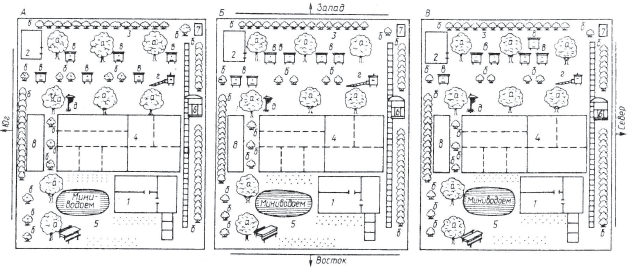 А
б
3
7
2
а
а
а
б
в
в
в
б
в
б
в
б
в
г
б
а
а
а
д
6
Юг
8
4
б
б
а
а
б
Мини-
водоем
1
б
а
5
б
Б
Запад
б
3
7
2
а
а
а
б
в
в
в
в
б
в
в
б
б
г
б
а
а
а
д
6
8
4
б
б
а
а
б
Миниводоем
1
б
а
5
б
Восток
В
б
3
в
7
2
а
а
а
б
в
в
в
в
б
в
б
б
г
б
а
а
а
д
6
Север
8
4
б
б
а
а
б
Миниводоем
1
б
а
5
б